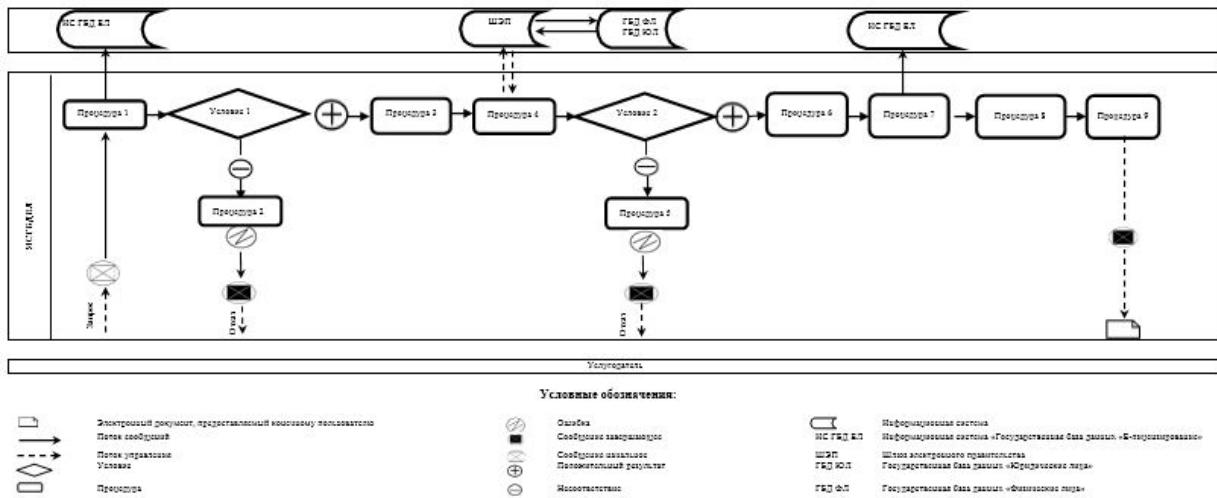 ИС ГБД ЕЛ
ШЭП
ГБД ФЛ
ГБД ЮЛ
ИС ГБД ЕЛ
Процедура 1
Условие 1
Процедура 3
Процедура 4
Условие 2
Процедура 6
Процедура 7
Процедура 8
Процедура 9
Процедура 2
Процедура 5
ИС ГБД ЕЛ
Запрос
Отказ
Отказ
Услугодатель
Условные обозначения:
Электронный документ, предоставляемый конечному пользователю
Поток сообщений
Поток управления
Условие
Процедура
Ошибка
Сообщение завершающее
Сообщение начальное
Положительный результат
Несоответствие
Информационная система
ИС ГБД ЕЛ Информационная система «Государственная база данных «Е-лицензирование»
ШЭП Шлюз электронного правительства
ГБД ЮЛ Государственная база данных «Юридические лица»
ГБД ФЛ Государственная база данных «Физические лица»